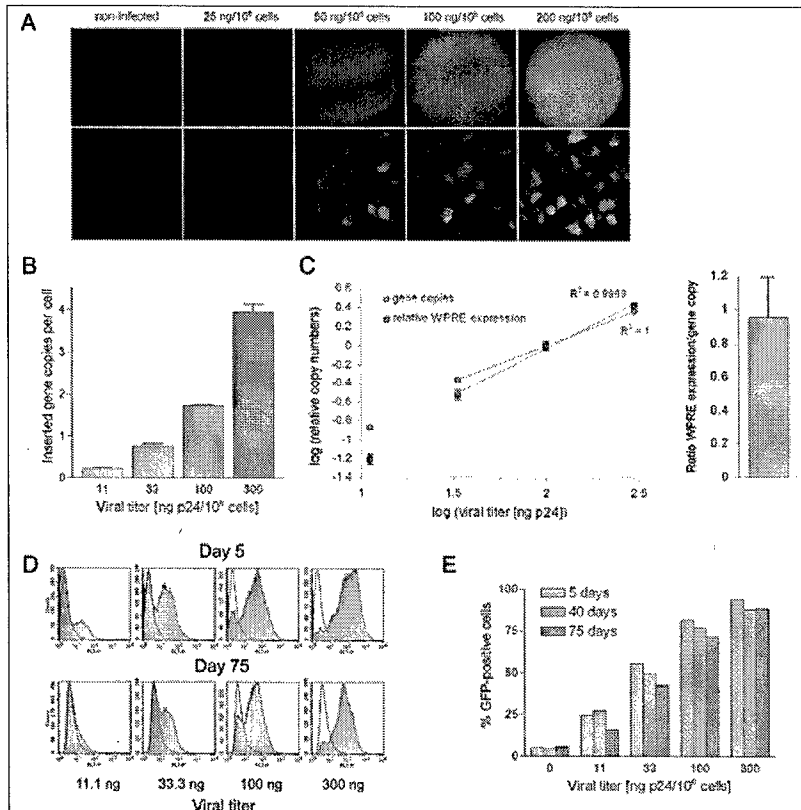 A
non-infected 25 ng/10⁶ cells 50 ng/10⁶ cells 100 ng/10⁶ cells 200 ng/10⁶ cells
B
Inserted gene copies per cell
4
3
2
1
0
11 33 100 300
Viral titer [ng p24/10⁶ cells]
C
log (relative copy numbers)
0.6
0.4
0.2
0
-0.2
-0.4
-0.6
-0.8
-1
-1.2
-1.4
gene copies
relative WPRE expression
R² = 0.9989
R² = 1
1 1.5 2 2.5
log (viral titer [ng p24])
Ratio WPRE expression/gene copy
1.2
1
0.8
0.6
0.4
0.2
0
D
Day 5
Day 75
11.1 ng 33.3 ng 100 ng 300 ng
Viral titer
E
% GFP-positive cells
100
75
50
25
0
5 days
40 days
75 days
0 11 33 100 300
Viral titer [ng p24/10⁶ cells]